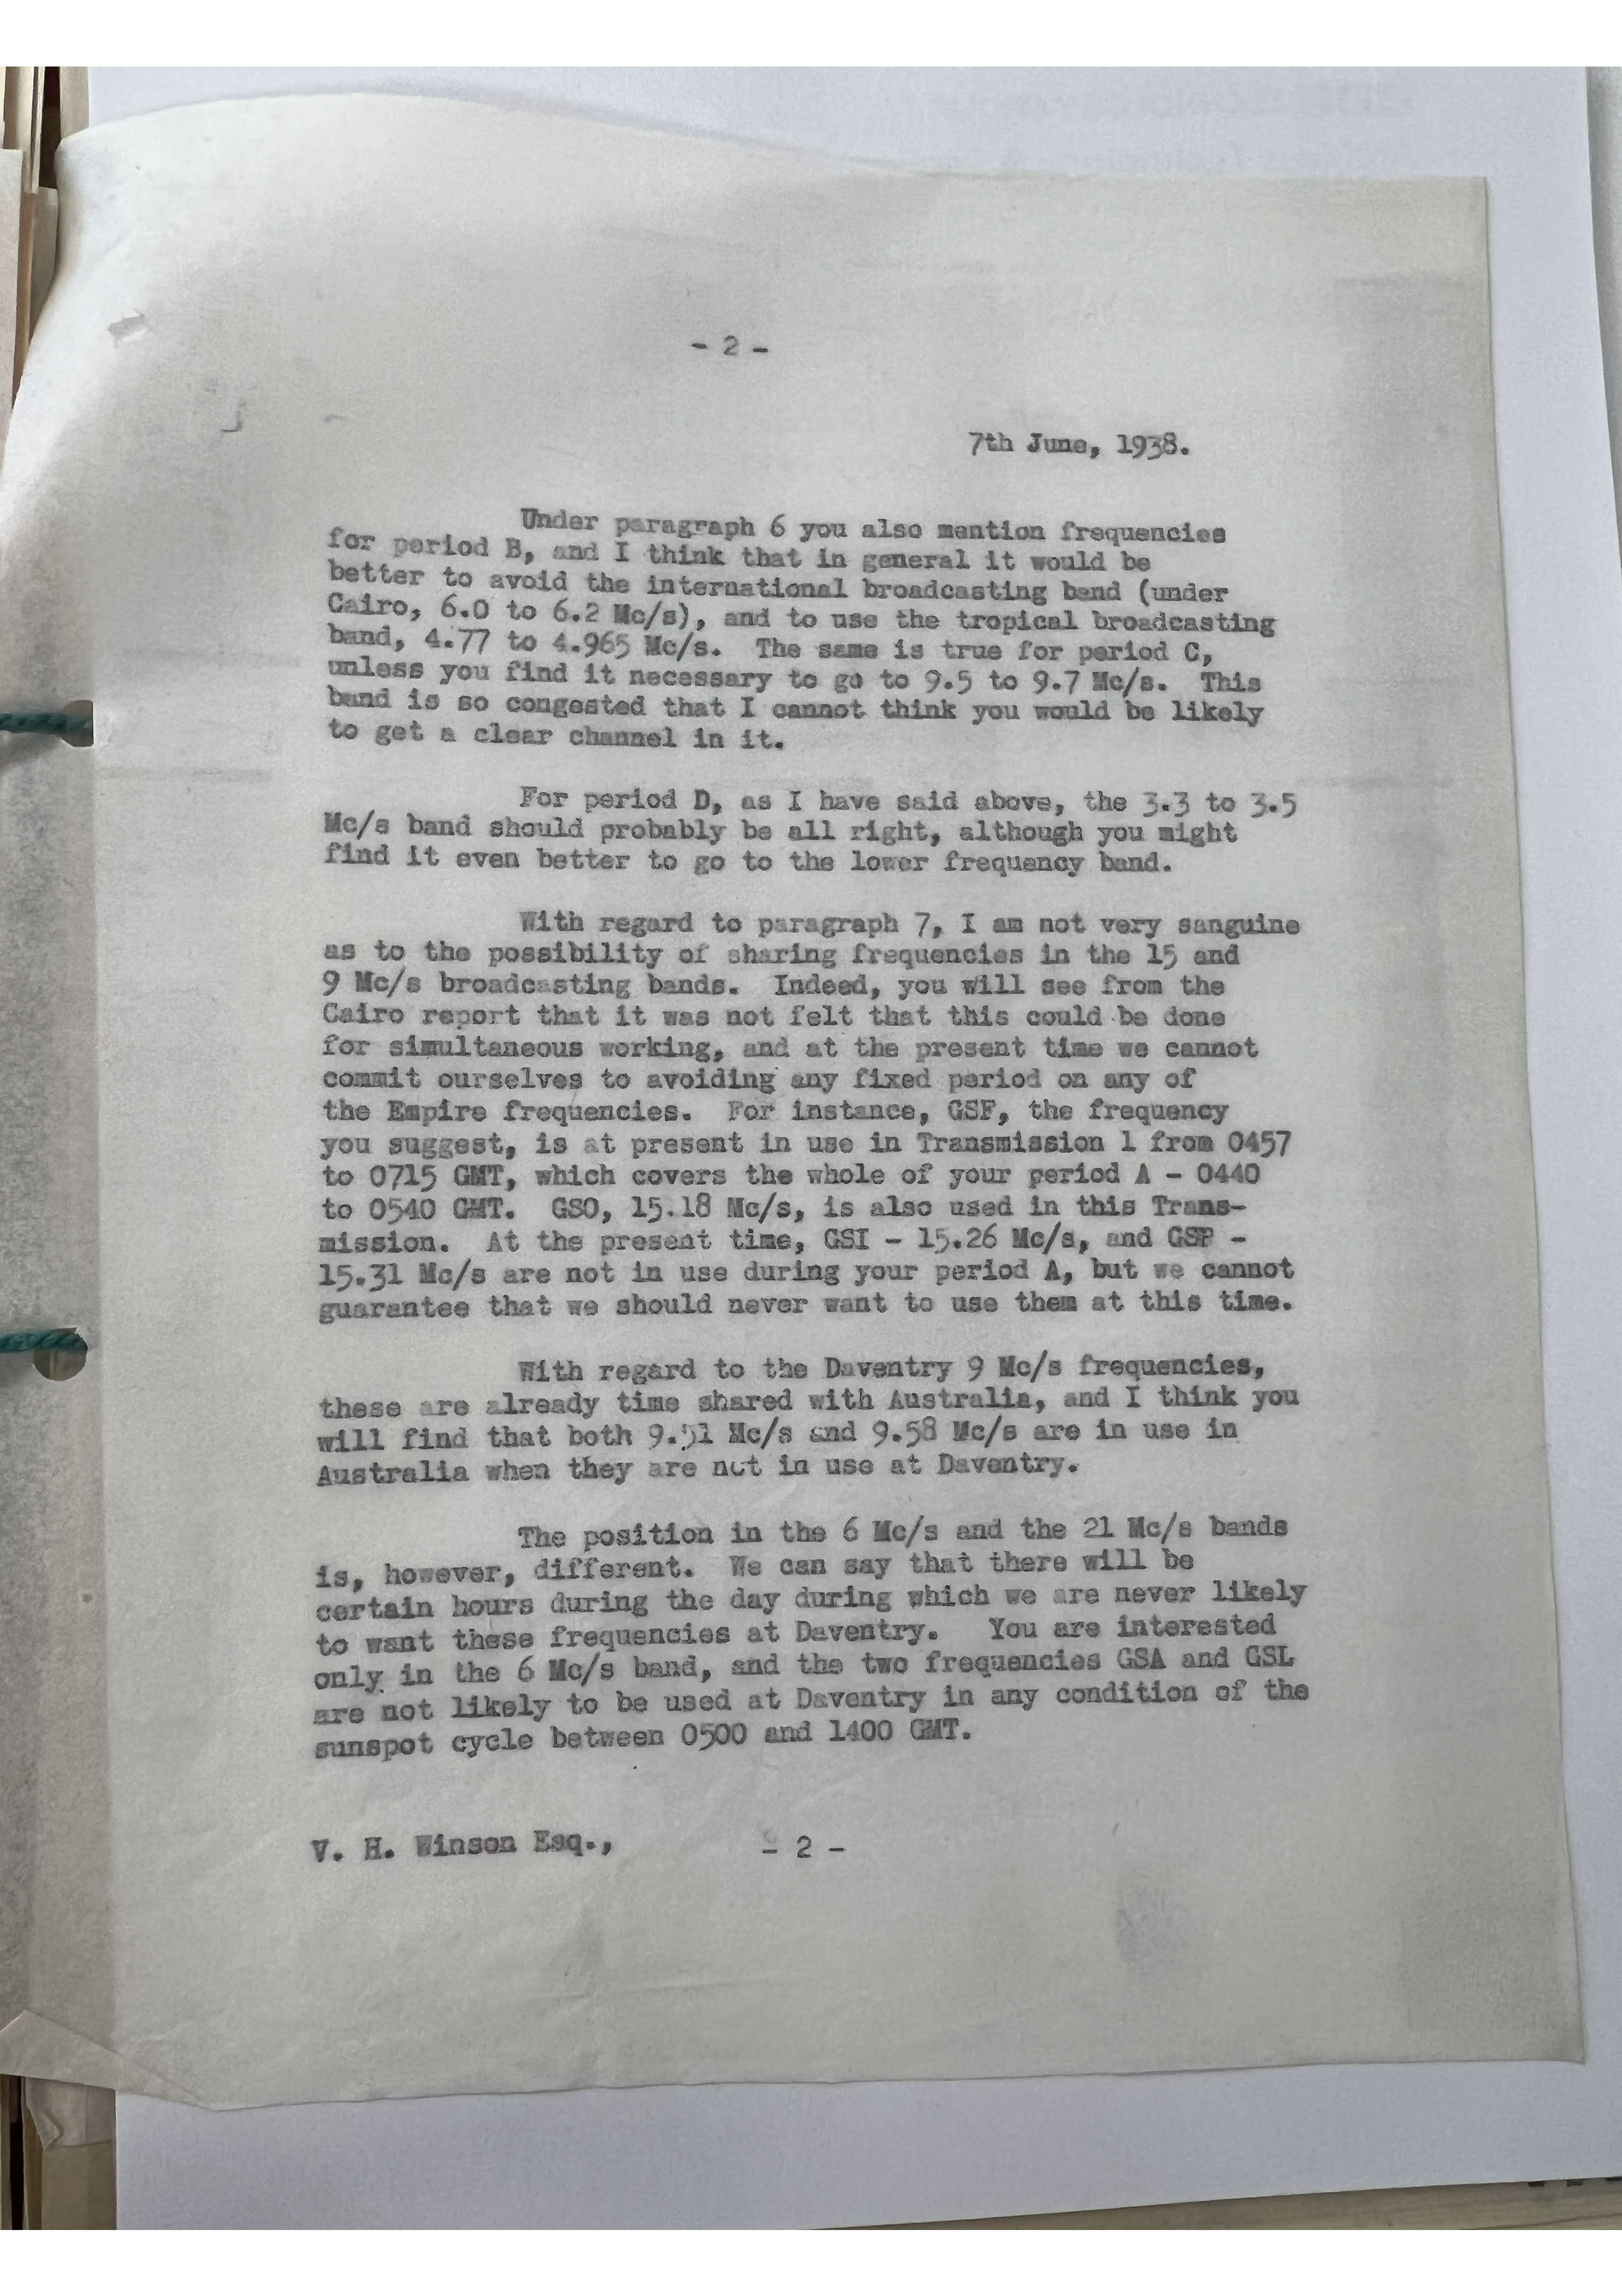 - 2 -
7th June, 1938.
Under paragraph 6 you also mention frequencies
for period B, and I think that in general it would be
better to avoid the international broadcasting band (under
Cairo, 6.0 to 6.2 Mc/s), and to use the tropical broadcasting
band, 4.77 to 4.965 Mc/s. The same is true for period C,
unless you find it necessary to go to 9.5 to 9.7 Mc/s. This
band is so congested that I cannot think you would be likely
to get a clear channel in it.
For period D, as I have said above, the 3.3 to 3.5
Mc/s band should probably be all right, although you might
find it even better to go to the lower frequency band.
With regard to paragraph 7, I am not very sanguine
as to the possibility of sharing frequencies in the 15 and
9 Mc/s broadcasting bands. Indeed, you will see from the
Cairo report that it was not felt that this could be done
for simultaneous working, and at the present time we cannot
commit ourselves to avoiding any fixed period on any of
the Empire frequencies. For instance, GSF, the frequency
you suggest, is at present in use in Transmission 1 from 0457
to 0715 GMT, which covers the whole of your period A - 0440
to 0540 GMT. GSO, 15.18 Mc/s, is also used in this Trans-
mission. At the present time, GSI - 15.26 Mc/s, and GSP -
15.31 Mc/s are not in use during your period A, but we cannot
guarantee that we should never want to use them at this time.
With regard to the Daventry 9 Mc/s frequencies,
these are already time shared with Australia, and I think you
will find that both 9.51 Mc/s and 9.58 Mc/s are in use in
Australia when they are not in use at Daventry.
The position in the 6 Mc/s and the 21 Mc/s bands
is, however, different. We can say that there will be
certain hours during the day during which we are never likely
to want these frequencies at Daventry. You are interested
only in the 6 Mc/s band, and the two frequencies GSA and GSL
are not likely to be used at Daventry in any condition of the
sunspot cycle between 0500 and 1400 GMT.
V. H. Winson Esq., - 2 -